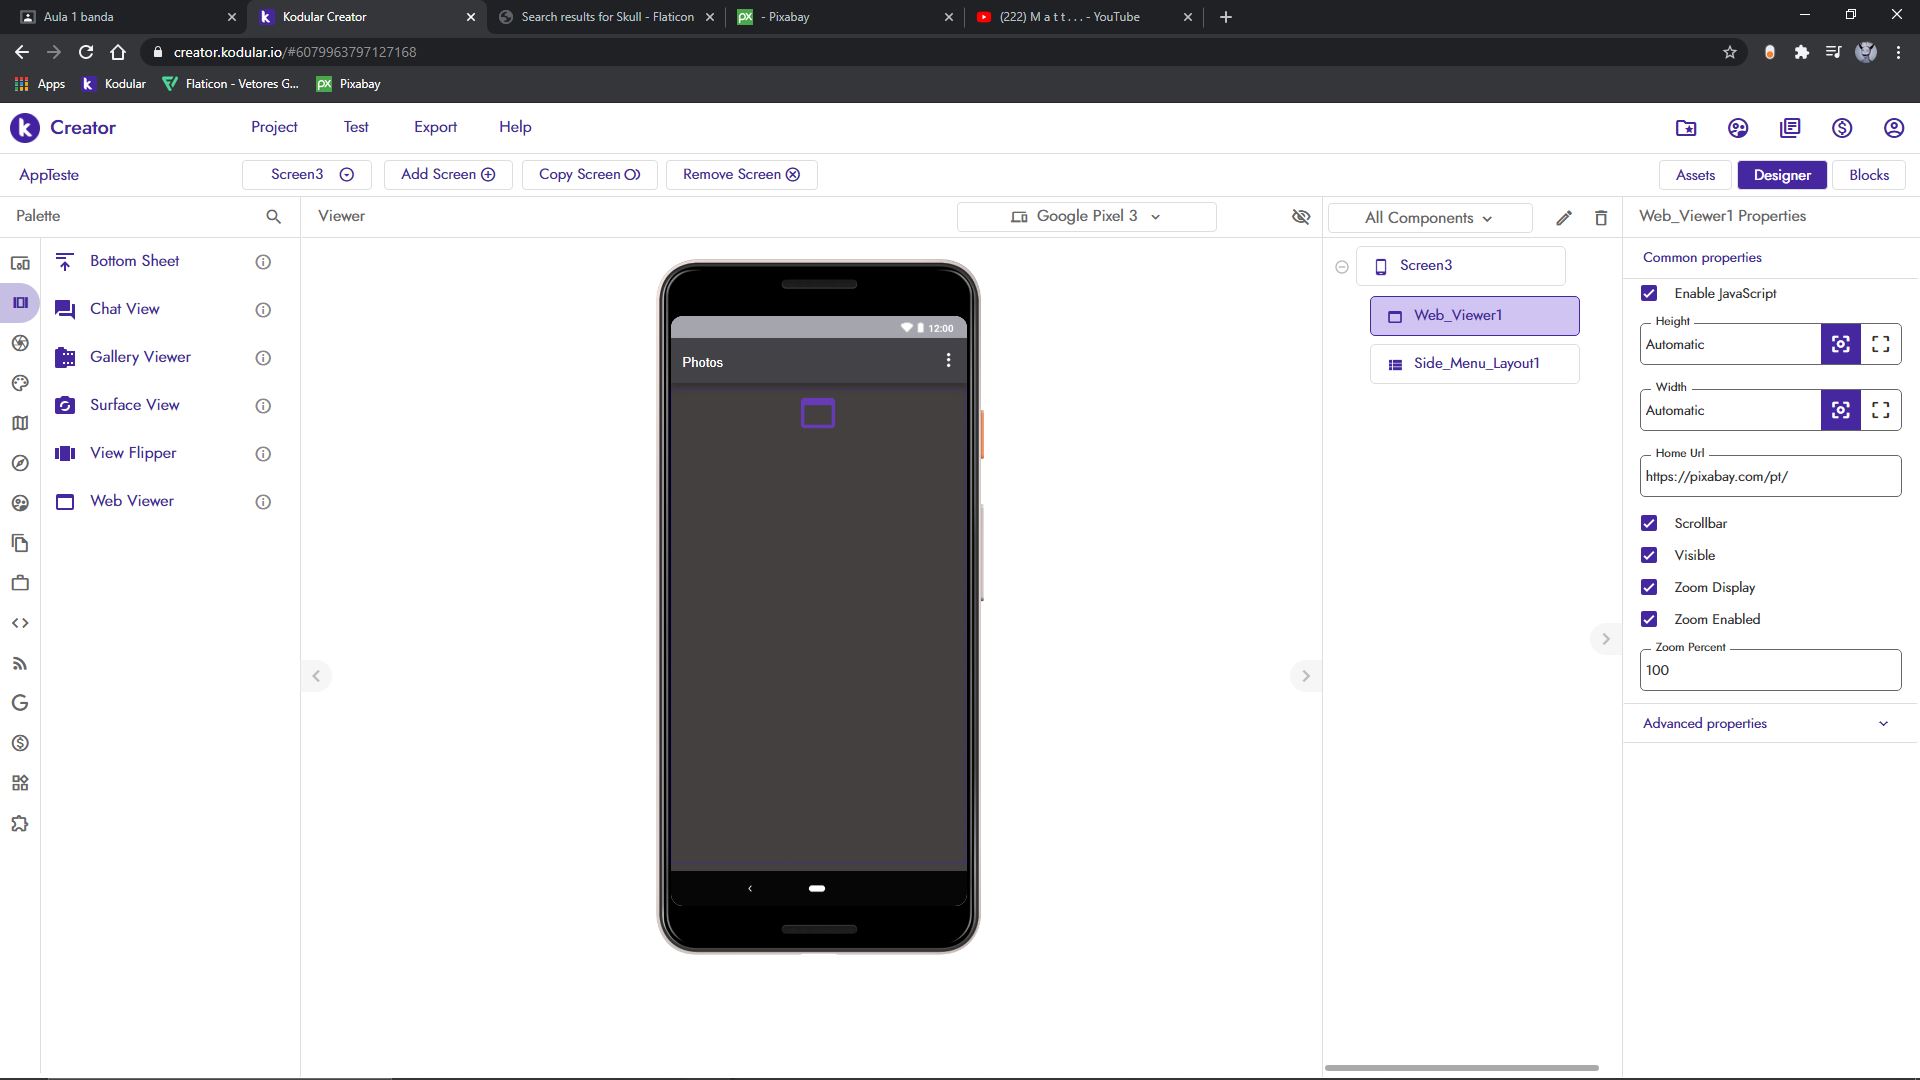 Aula 1 banda
Kodular Creator
Search results for Skull - Flaticon
- Pixabay
(222) M a t t . . . - YouTube
creator.kodular.io/#6079963797127168
Apps
Kodular
Flaticon - Vetores G...
Pixabay
Creator
Project
Test
Export
Help
AppTeste
Screen3
Add Screen
Copy Screen
Remove Screen
Assets
Designer
Blocks
Palette
Viewer
Google Pixel 3
All Components
Web_Viewer1 Properties
Bottom Sheet
Chat View
Gallery Viewer
Surface View
View Flipper
Web Viewer
12:00
Photos
Screen3
Web_Viewer1
Side_Menu_Layout1
Common properties
Enable JavaScript
Height
Automatic
Width
Automatic
Home Url
https://pixabay.com/pt/
Scrollbar
Visible
Zoom Display
Zoom Enabled
Zoom Percent
100
Advanced properties